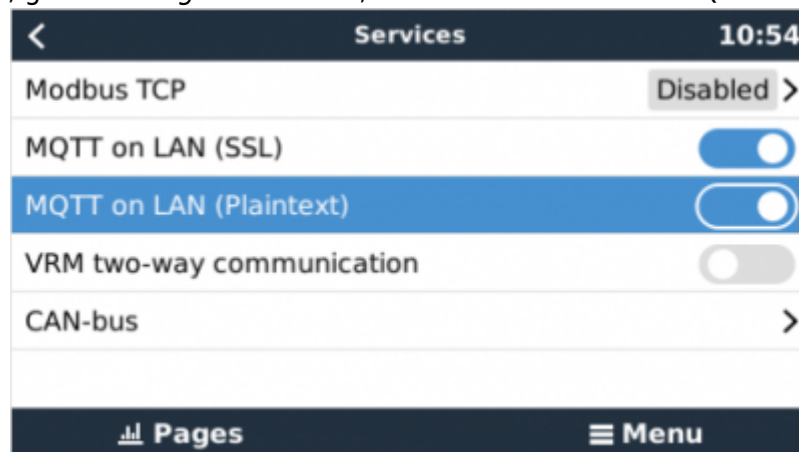 Services 10:54
Modbus TCP Disabled
MQTT on LAN (SSL)
MQTT on LAN (Plaintext)
VRM two-way communication
CAN-bus
Pages Menu